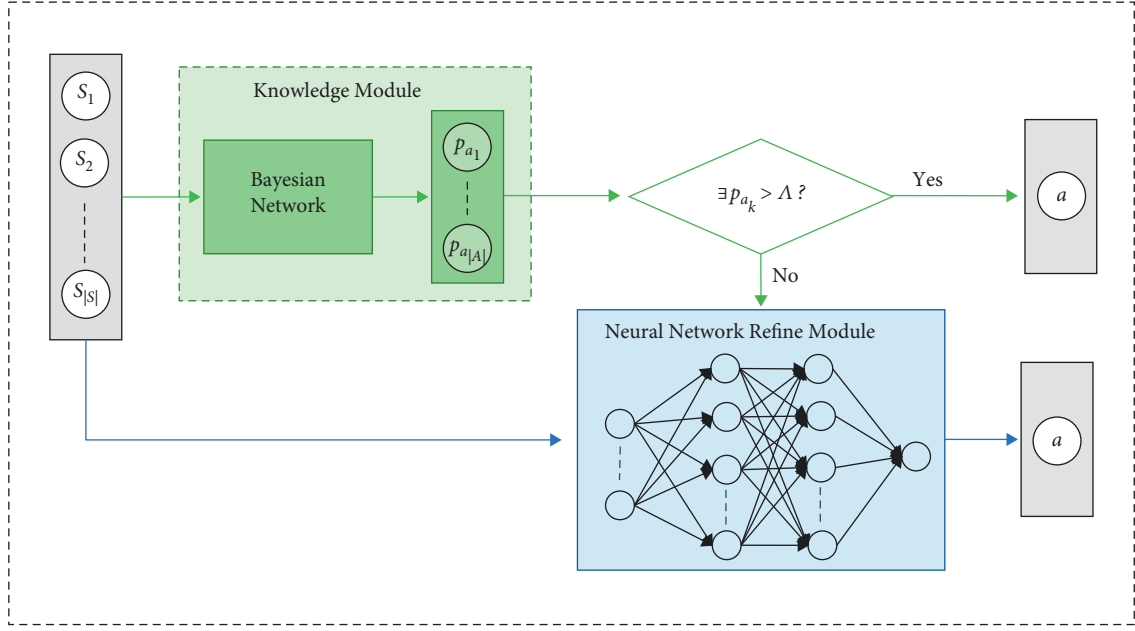 S1
S2
S|S|
Knowledge Module
Bayesian
Network
pa1
pa|A|
∃ pak > Λ ?
Yes
a
No
Neural Network Refine Module
a